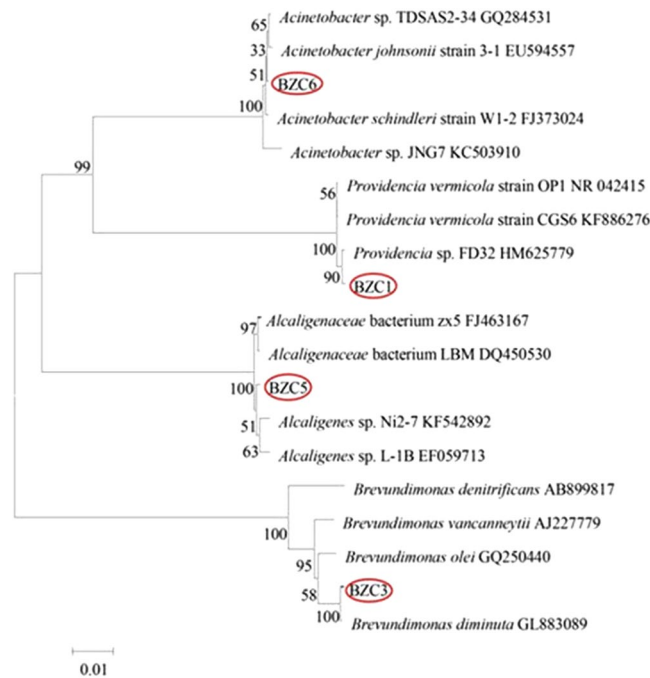 Acinetobacter sp. TDSAS2-34 GQ284531
65
33
Acinetobacter johnsonii strain 3-1 EU594557
51
BZC6
100
Acinetobacter schindleri strain W1-2 FJ373024
Acinetobacter sp. JNG7 KC503910
99
56
Providencia vermicola strain OP1 NR 042415
Providencia vermicola strain CGS6 KF886276
100
Providencia sp. FD32 HM625779
90
BZC1
97
Alcaligenaceae bacterium zx5 FJ463167
Alcaligenaceae bacterium LBM DQ450530
100
BZC5
51
Alcaligenes sp. Ni2-7 KF542892
63
Alcaligenes sp. L-1B EF059713
Brevundimonas denitrificans AB899817
100
Brevundimonas vancanneytii AJ227779
95
Brevundimonas olei GQ250440
58
BZC3
100
Brevundimonas diminuta GL883089
0.01